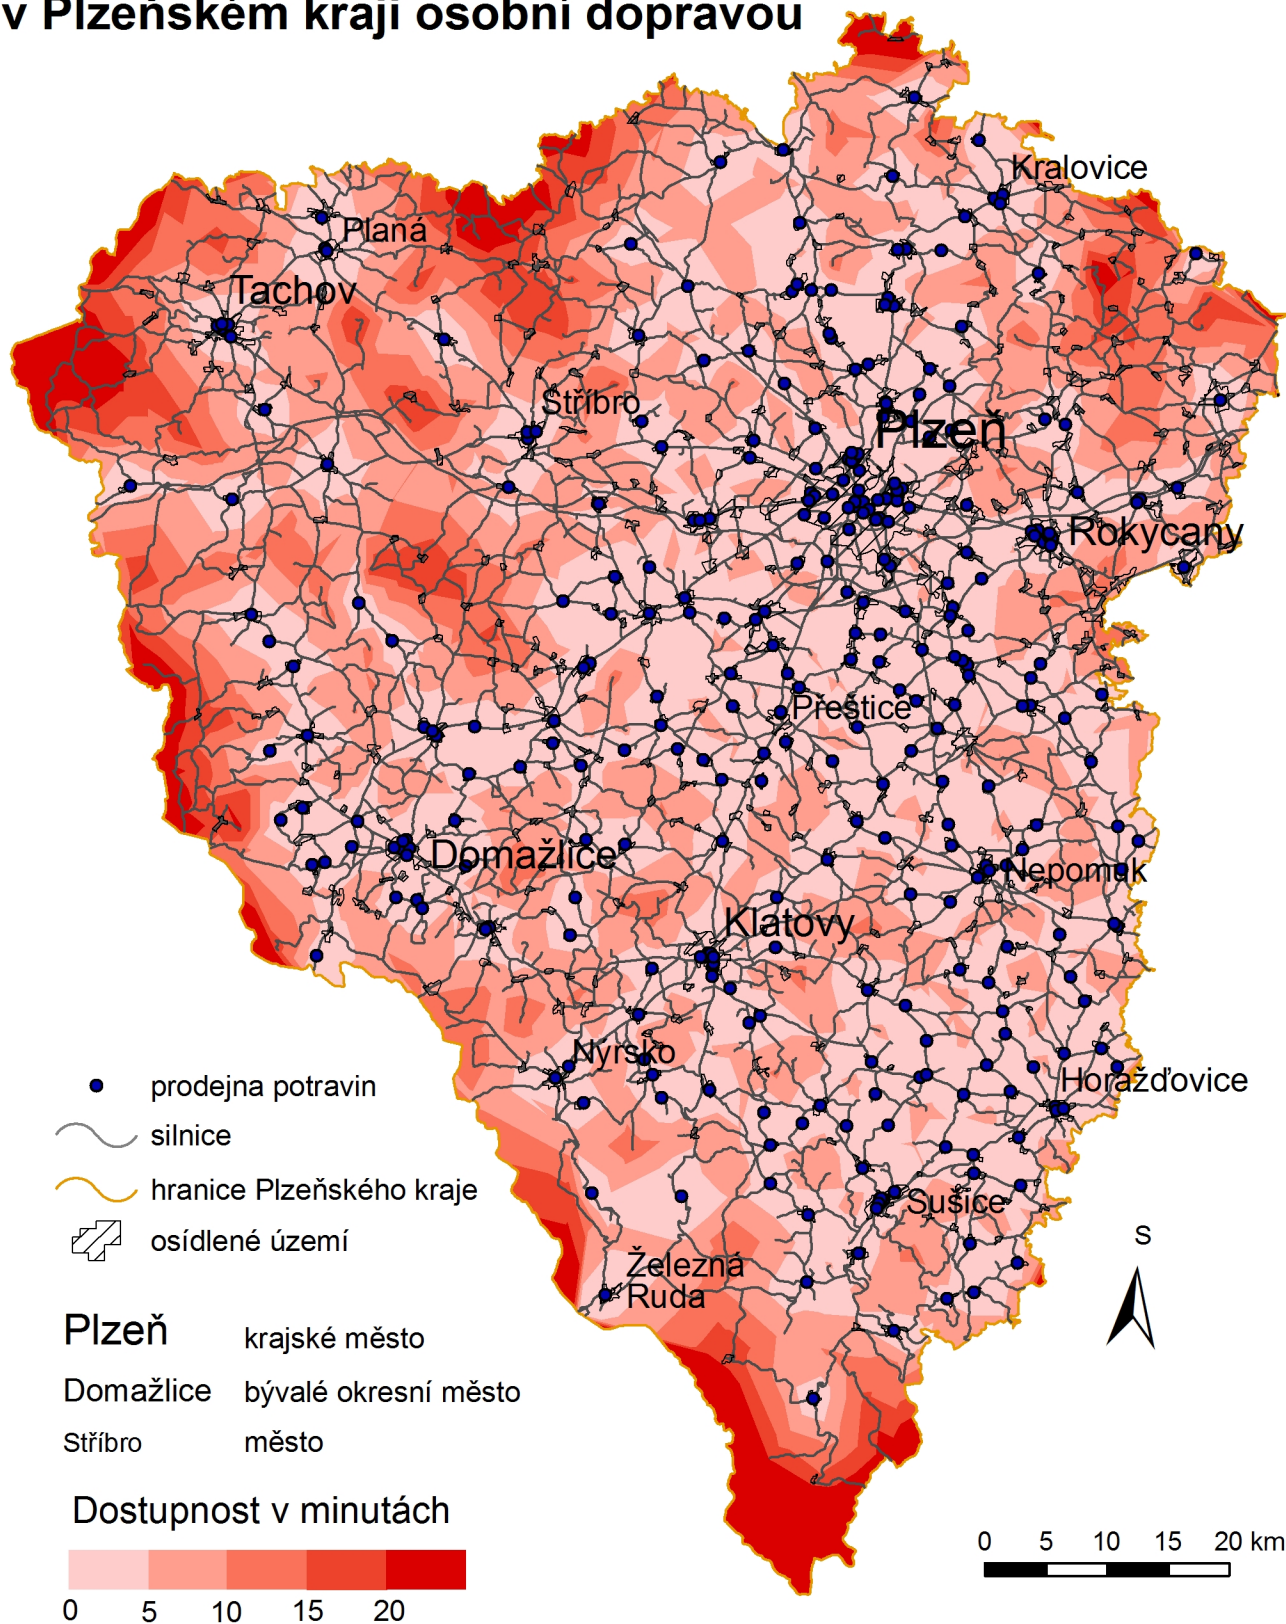 v Plzeňském kraji osobní dopravou
Kralovice
Planá
Tachov
Stříbro
Plzeň
Rokycany
Přeštice
Domažlice
Nepomuk
Klatovy
Nýrsko
Horažďovice
Sušice
Železná
Ruda
prodejna potravin
silnice
hranice Plzeňského kraje
osídlené území
S
Plzeň krajské město
Domažlice bývalé okresní město
Stříbro město
Dostupnost v minutách
0 5 10 15 20
0 5 10 15 20 km